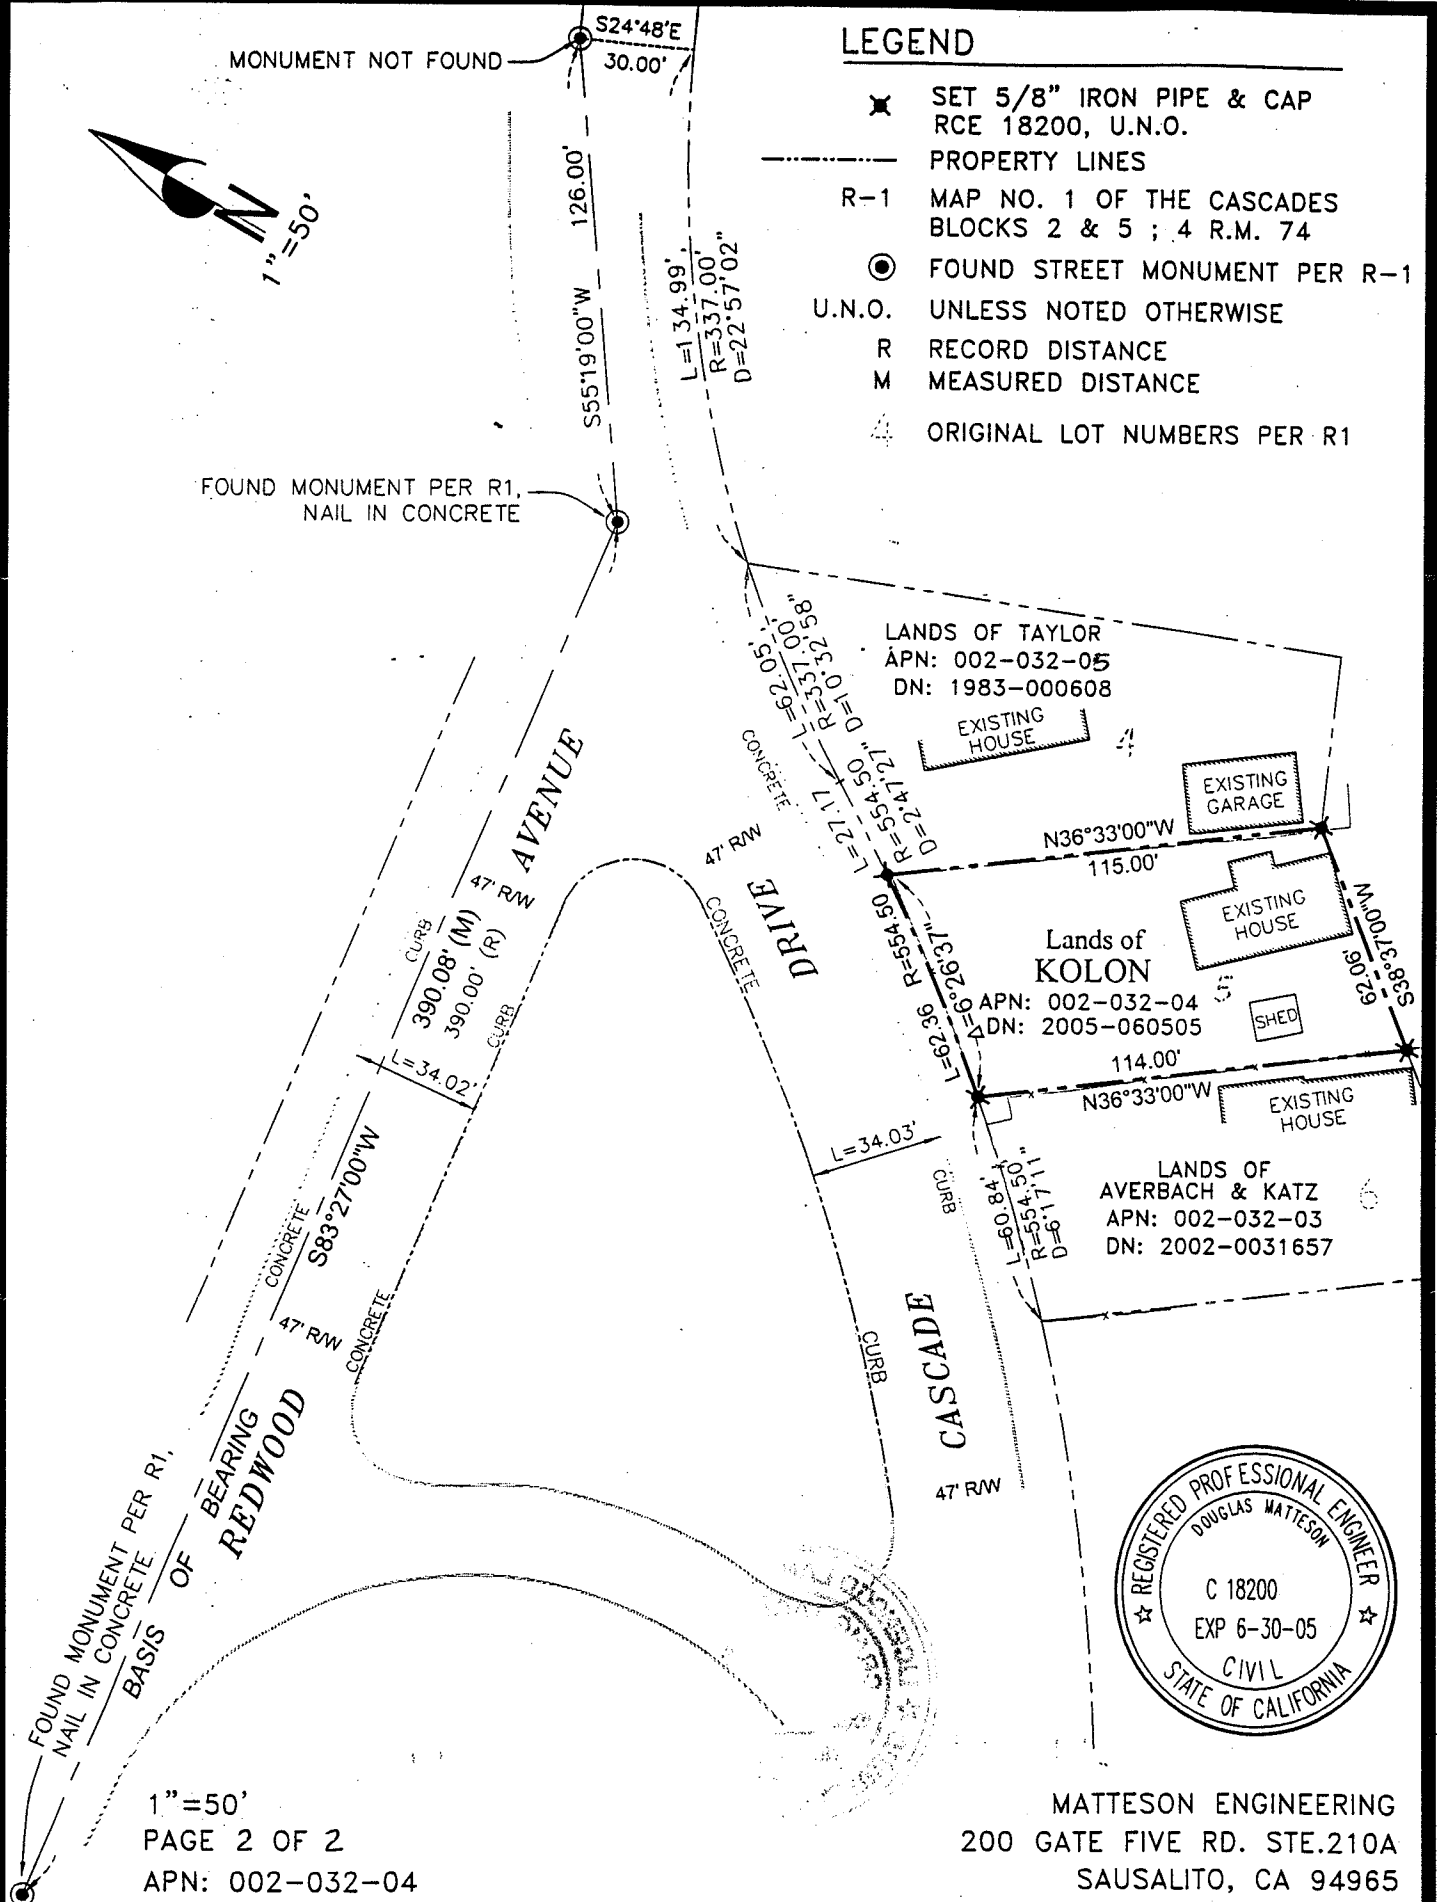 S24°48'E
30.00'
MONUMENT NOT FOUND
LEGEND
SET 5/8" IRON PIPE & CAP
RCE 18200, U.N.O.
PROPERTY LINES
R-1 MAP NO. 1 OF THE CASCADES
BLOCKS 2 & 5 ; 4 R.M. 74
FOUND STREET MONUMENT PER R-1
U.N.O. UNLESS NOTED OTHERWISE
R RECORD DISTANCE
M MEASURED DISTANCE
4 ORIGINAL LOT NUMBERS PER R1
N
1"=50'
126.00'
S55°19'00"W
L=134.99'
R=337.00'
D=22°57'02"
FOUND MONUMENT PER R1,
NAIL IN CONCRETE
L=62.05'
R=337.00'
D=10°32'58"
LANDS OF TAYLOR
APN: 002-032-05
DN: 1983-000608
EXISTING
HOUSE
4
EXISTING
GARAGE
L=27.17
R=554.50
D=2°47'27"
N36°33'00"W
115.00'
CONCRETE
47' R/W
DRIVE
CONCRETE
AVENUE
47' R/W
CURB
390.08' (M)
390.00' (R)
CURB
L=34.02'
L=62.36 R=554.50
Δ=6°26'37"
Lands of
KOLON
APN: 002-032-04
DN: 2005-060505
5
EXISTING
HOUSE
SHED
S38°37'00"W
62.06'
114.00'
N36°33'00"W
EXISTING
HOUSE
L=34.03'
CURB
L=60.84'
R=554.50'
D=6°17'11"
LANDS OF
AVERBACH & KATZ
APN: 002-032-03
DN: 2002-0031657
6
S83°27'00"W
CONCRETE
47' R/W
CONCRETE
CURB
CASCADE
47' R/W
BASIS OF BEARING
REDWOOD
FOUND MONUMENT PER R1,
NAIL IN CONCRETE
REGISTERED PROFESSIONAL ENGINEER
DOUGLAS MATTESON
C 18200
EXP 6-30-05
CIVIL
STATE OF CALIFORNIA
1"=50'
PAGE 2 OF 2
APN: 002-032-04
MATTESON ENGINEERING
200 GATE FIVE RD. STE.210A
SAUSALITO, CA 94965